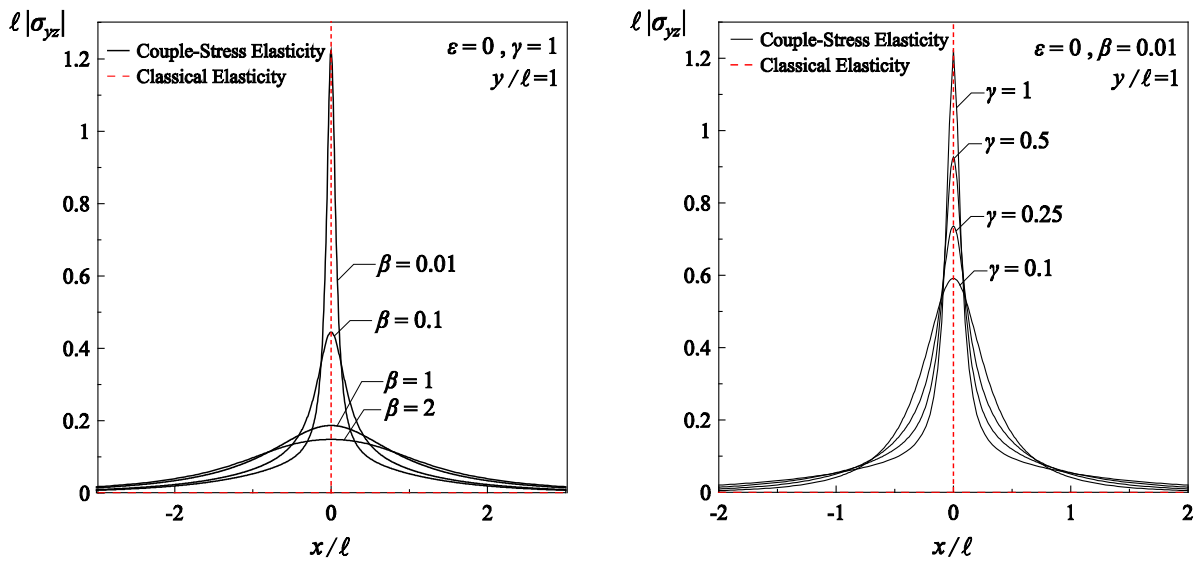 ℓ |σyz|
Couple-Stress Elasticity
Classical Elasticity
ε = 0 , γ = 1
y / ℓ = 1
1.2
1
0.8
0.6
0.4
0.2
0
β = 0.01
β = 0.1
β = 1
β = 2
-2
0
2
x / ℓ
ℓ |σyz|
Couple-Stress Elasticity
Classical Elasticity
ε = 0 , β = 0.01
y / ℓ = 1
1.2
1
0.8
0.6
0.4
0.2
0
γ = 1
γ = 0.5
γ = 0.25
γ = 0.1
-2
-1
0
1
2
x / ℓ